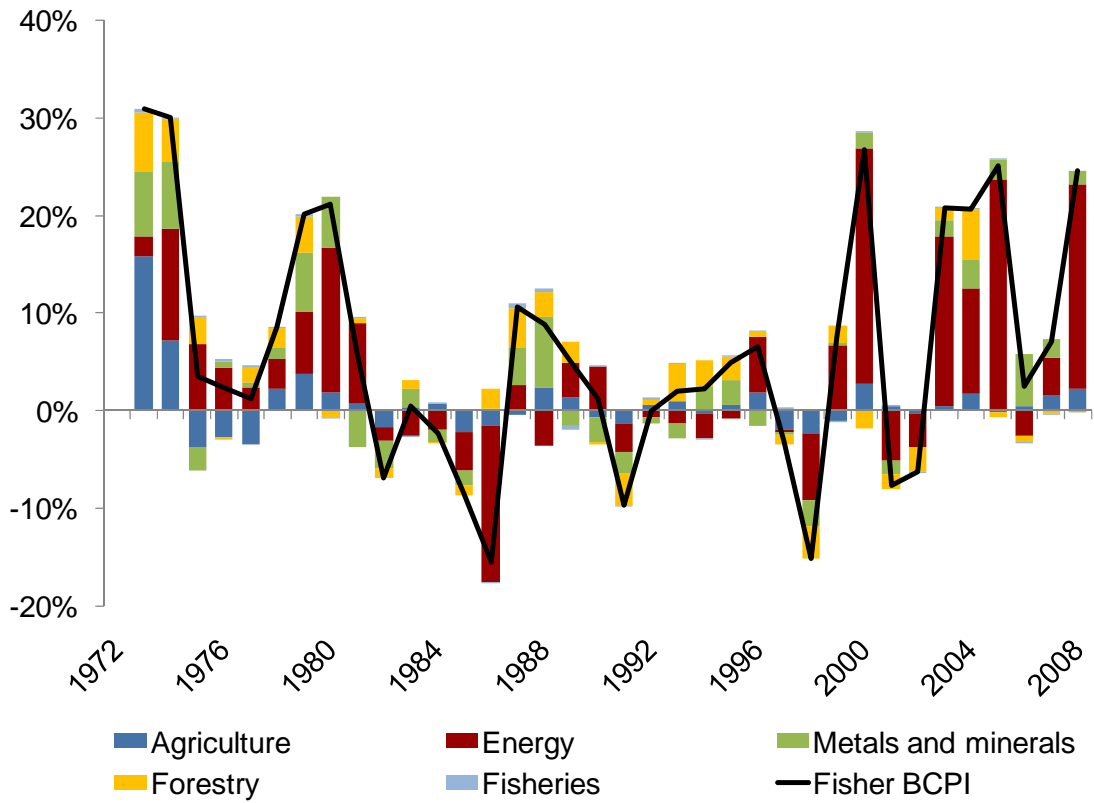 40%
30%
20%
10%
0%
-10%
-20%
1972 1976 1980 1984 1988 1992 1996 2000 2004 2008
Agriculture Energy Metals and minerals
Forestry Fisheries Fisher BCPI